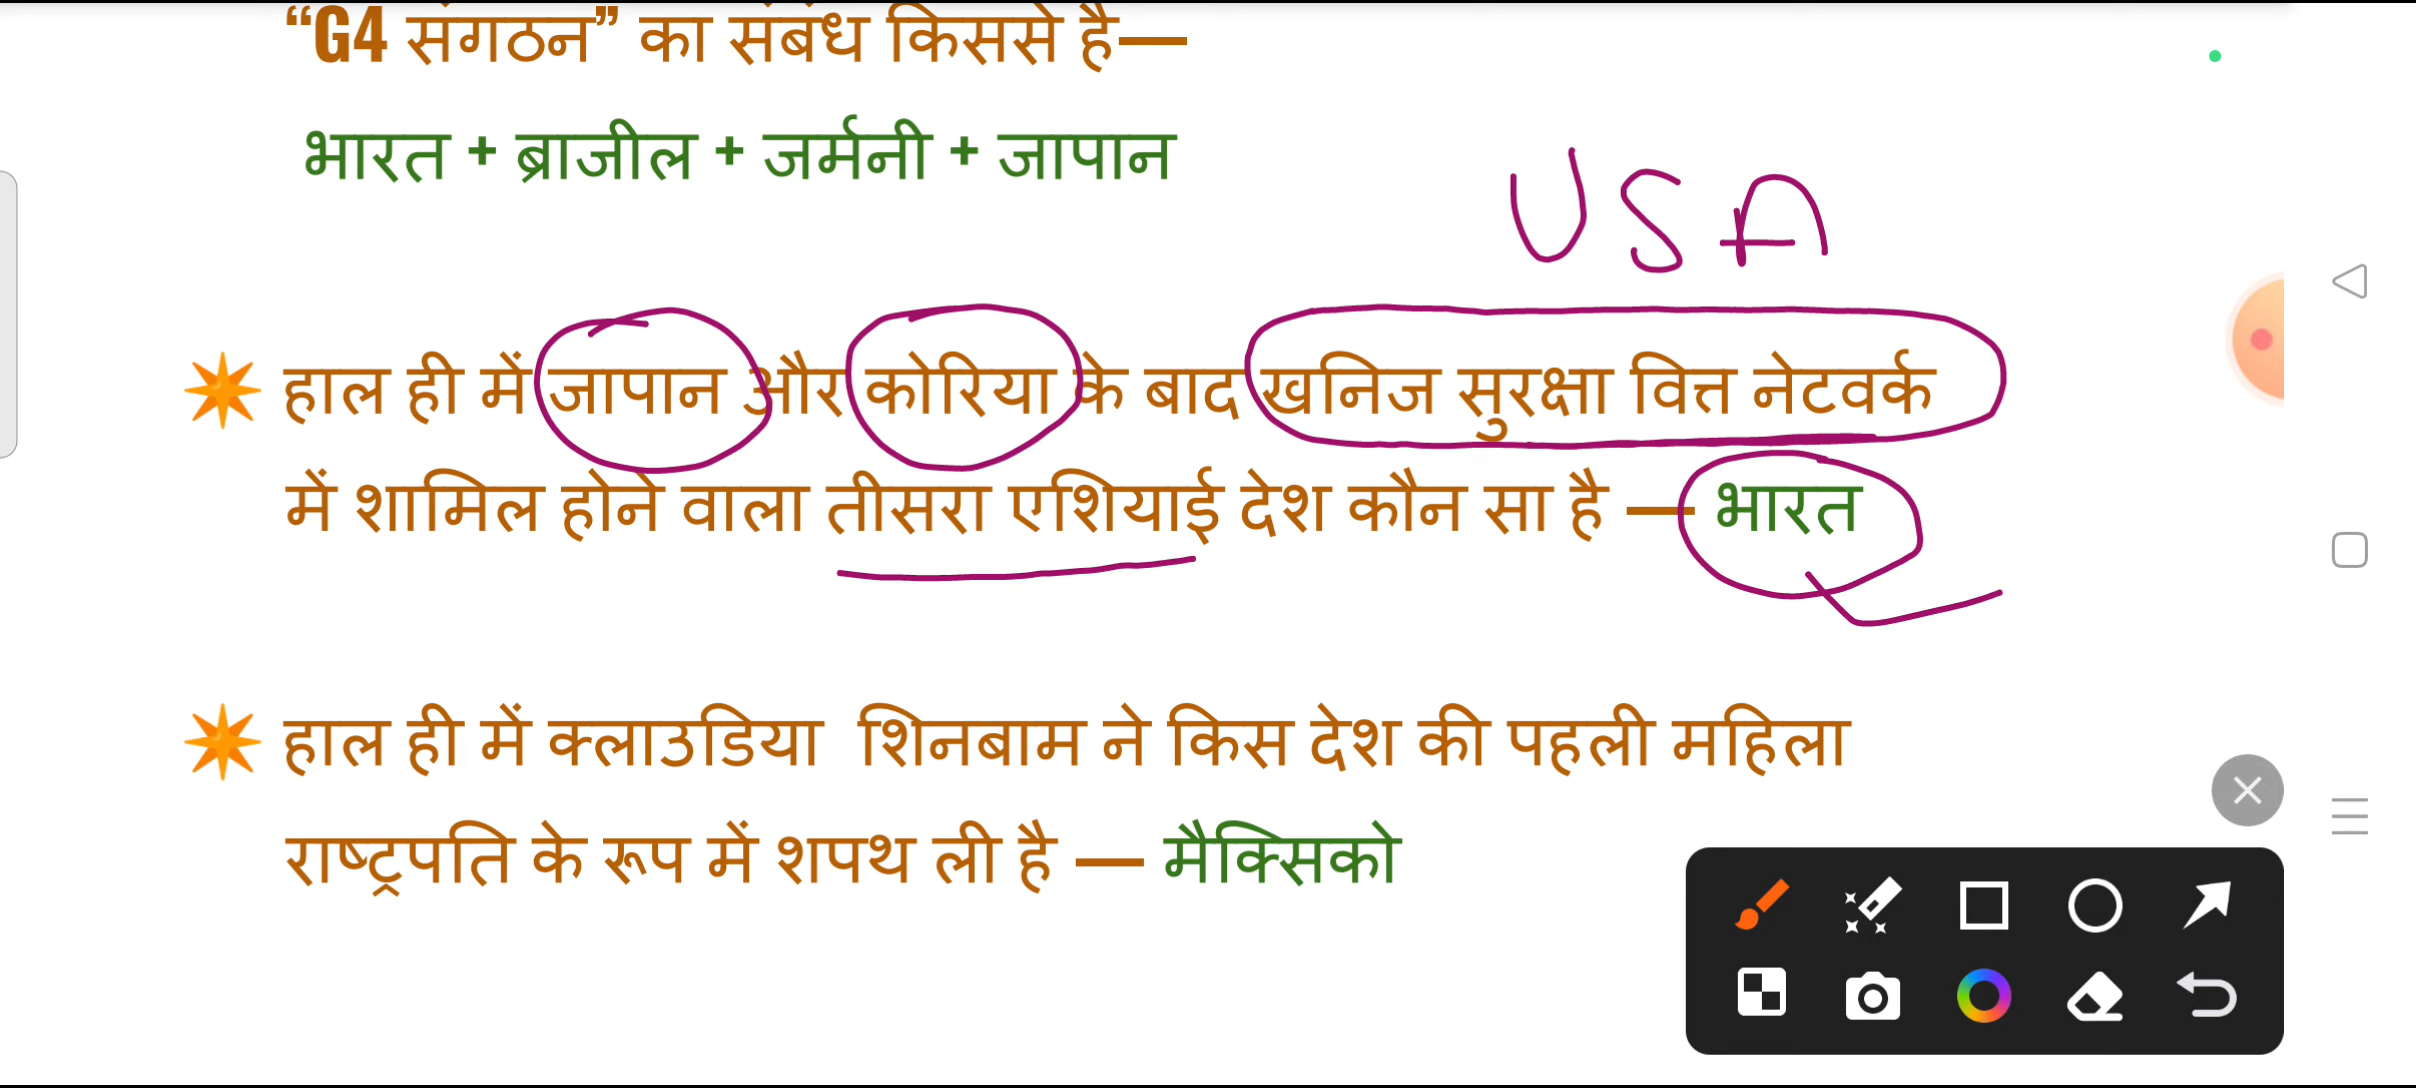 “G4 संगठन” का संबंध किससे है—
भारत + ब्राजील + जर्मनी + जापान
USA
हाल ही में जापान और कोरिया के बाद खनिज सुरक्षा वित्त नेटवर्क
में शामिल होने वाला तीसरा एशियाई देश कौन सा है — भारत
हाल ही में क्लाउडिया शिनबाम ने किस देश की पहली महिला
राष्ट्रपति के रूप में शपथ ली है — मैक्सिको